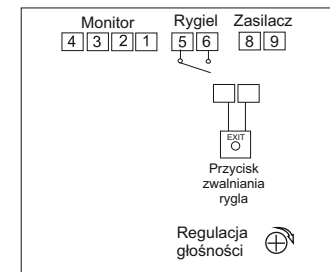 Monitor Rygiel Zasilacz
4 3 2 1 5 6 8 9
EXIT
Przycisk
zwalniania
rygla
Regulacja
głośności